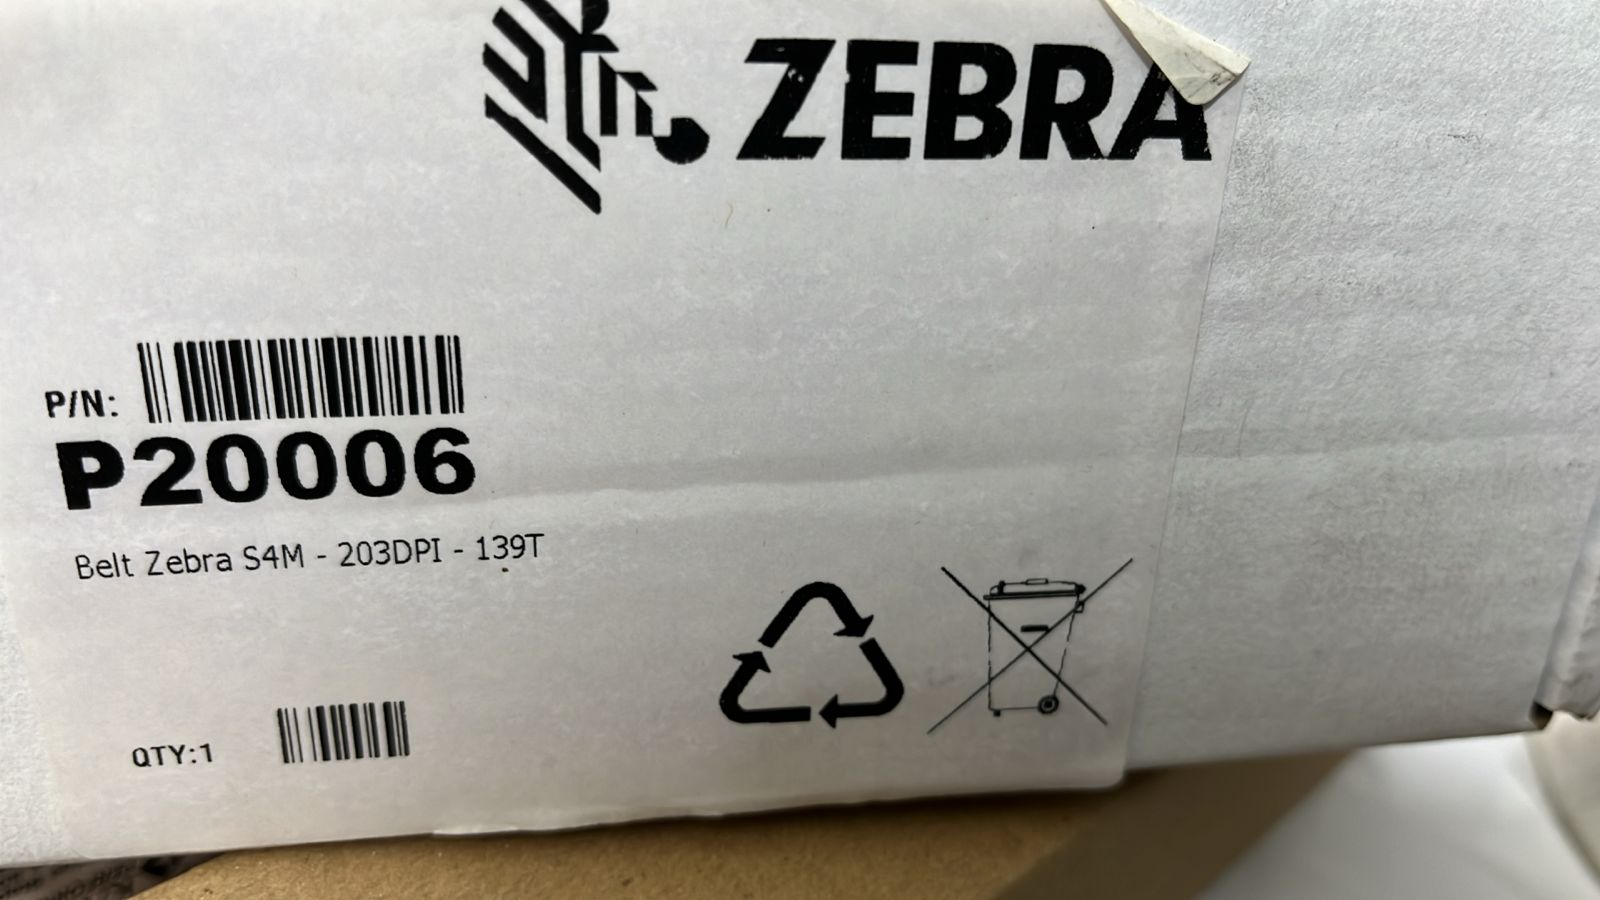 ZEBRA
P/N:
P20006
Belt Zebra S4M - 203DPI - 139T
QTY:1